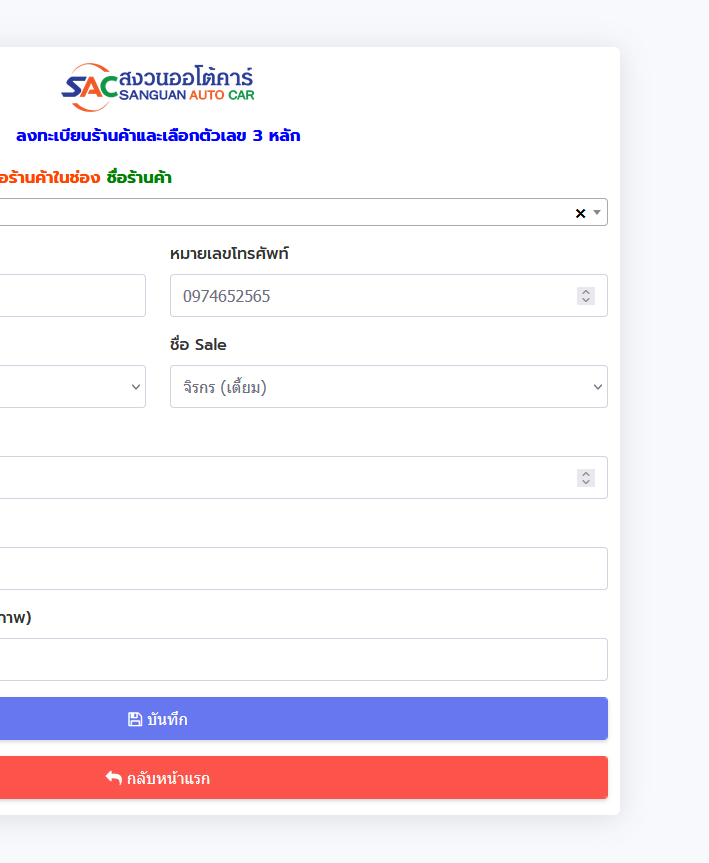 SAC สงวนออโต้คาร์
SANGUAN AUTO CAR
ลงทะเบียนร้านค้าและเลือกตัวเลข 3 หลัก
อร้านค้าในช่อง ชื่อร้านค้า
×
หมายเลขโทรศัพท์
0974652565
ชื่อ Sale
จิรกร (เตี้ยม)
ภาพ)
บันทึก
กลับหน้าแรก